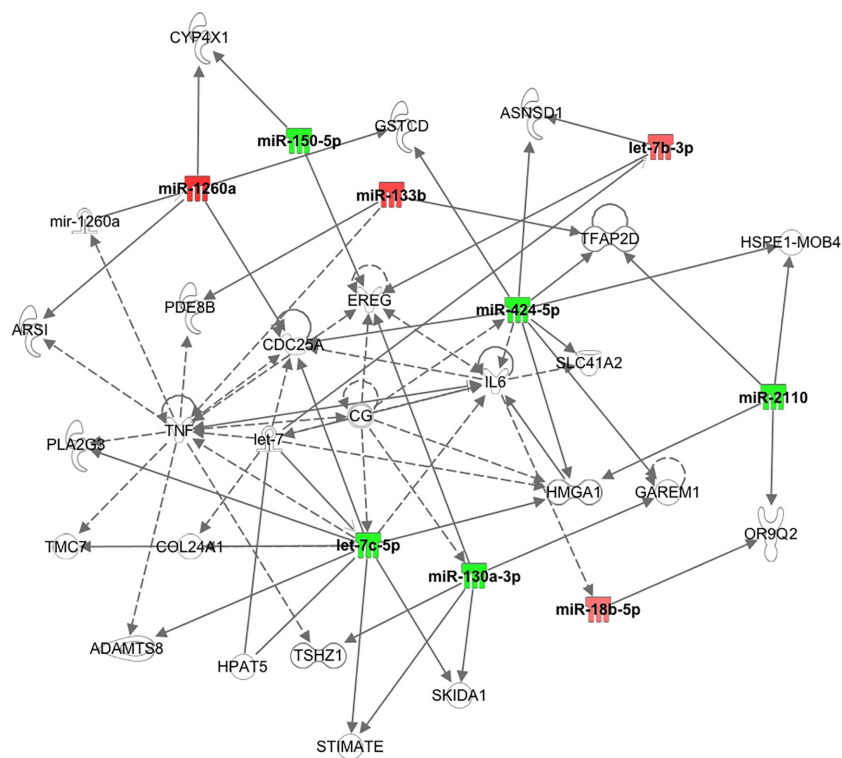 CYP4X1
ASNSD1
GSTCD
miR-150-5p
let-7b-3p
miR-1260a
miR-133b
mir-1260a
TFAP2D
HSPE1-MOB4
PDE8B
EREG
miR-424-5p
ARSI
CDC25A
SLC41A2
IL6
miR-2110
CG
TNF
let-7
PLA2G3
HMGA1
GAREM1
OR9Q2
TMC7
COL24A1
let-7c-5p
miR-130a-3p
miR-18b-5p
ADAMTS8
TSHZ1
HPAT5
SKIDA1
STIMATE